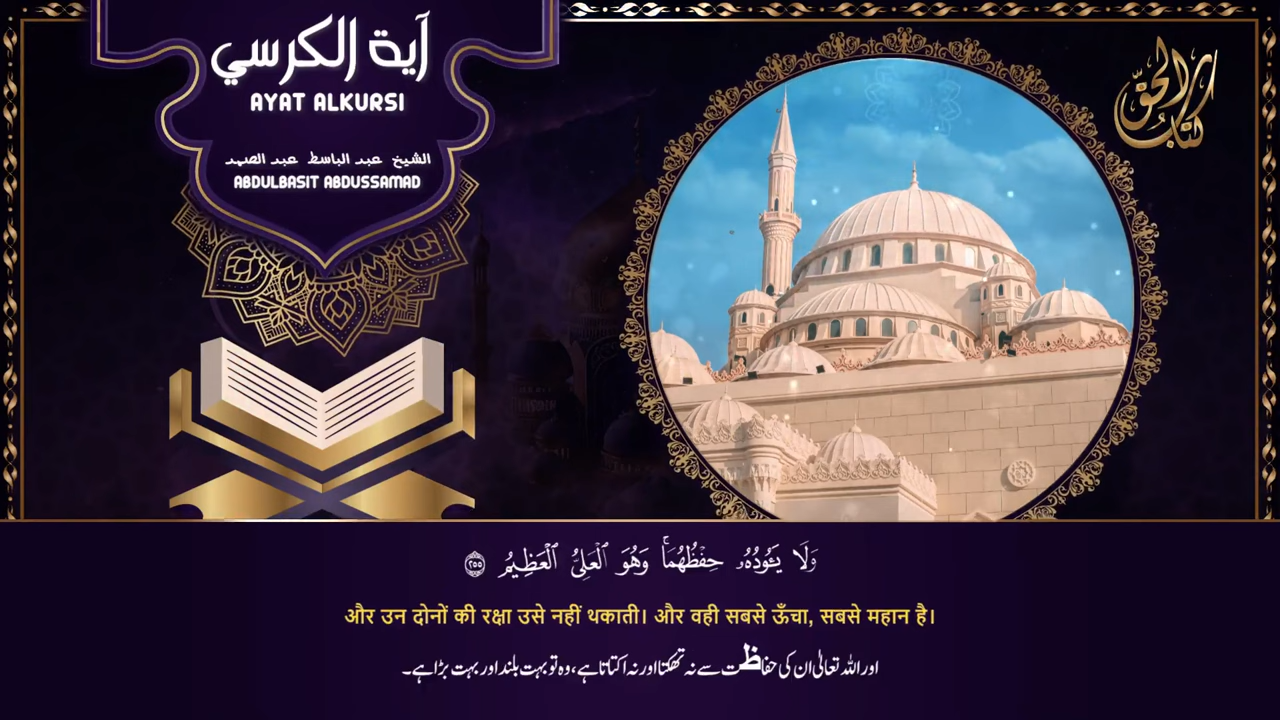 آية الكرسي
AYAT ALKURSI
الشيخ عبد الباسط عبد الصمد
ABDULBASIT ABDUSSAMAD
كتاب الحق
وَلَا يَـُٔودُهُۥ حِفْظُهُمَا ۚ وَهُوَ ٱلْعَلِىُّ ٱلْعَظِيمُ ٢٥٥
और उन दोनों की रक्षा उसे नहीं थकाती। और वही सबसे ऊँचा, सबसे महान है।
اور اللہ تعالیٰ ان کی حفاظت سے نہ تھکتا اور نہ اکتاتا ہے، وہ تو بہت بلند اور بہت بڑا ہے۔